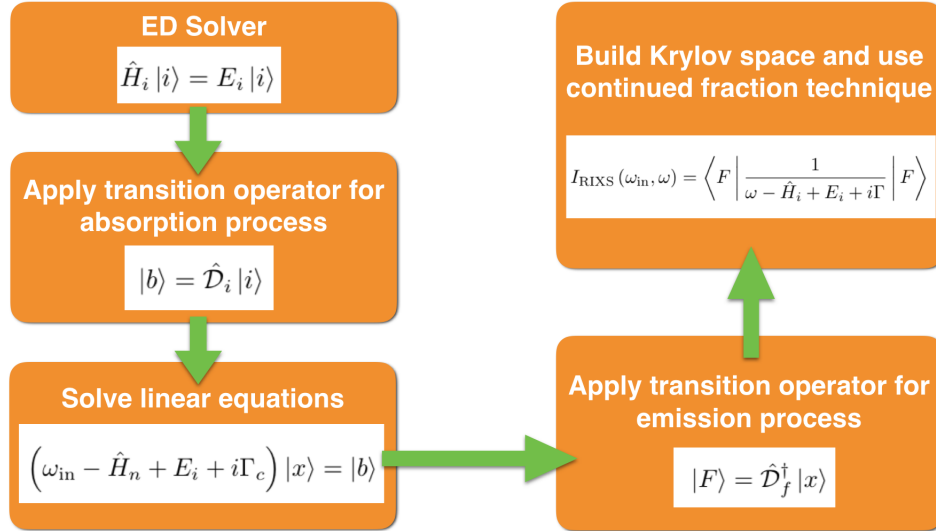 ED Solver
Ĥ_i |i⟩ = E_i |i⟩
Apply transition operator for
absorption process
|b⟩ = 𝒟̂_i |i⟩
Solve linear equations
(ω_in − Ĥ_n + E_i + iΓ_c) |x⟩ = |b⟩
Apply transition operator for
emission process
|F⟩ = 𝒟̂_f^† |x⟩
Build Krylov space and use
continued fraction technique
I_RIXS (ω_in, ω) = ⟨F | 1 / (ω − Ĥ_i + E_i + iΓ) | F⟩